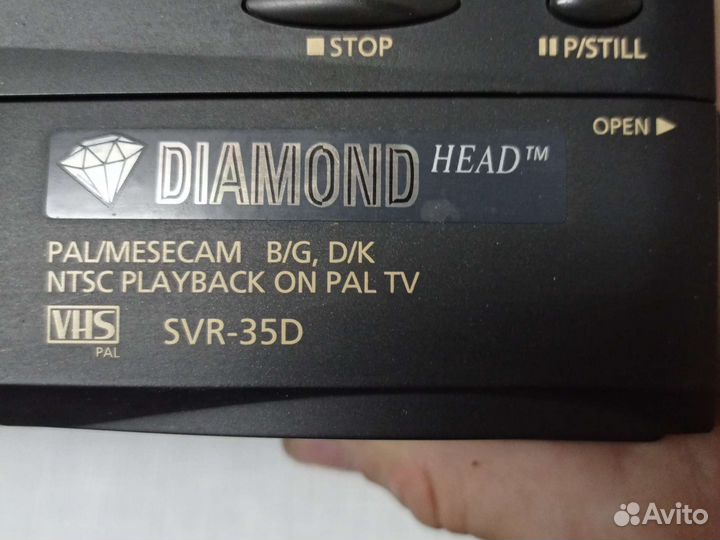 STOP
P/STILL
OPEN
DIAMOND HEAD™
PAL/MESECAM B/G, D/K
NTSC PLAYBACK ON PAL TV
VHS PAL SVR-35D
Avito